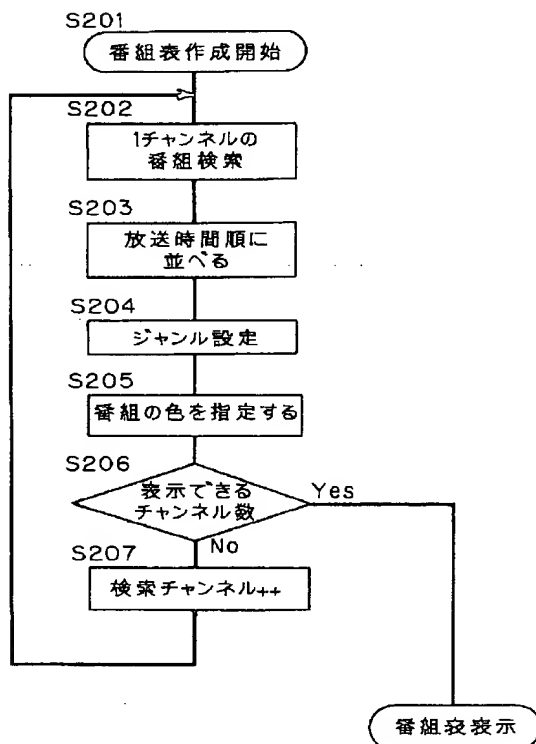 S201
番組表作成開始
S202
1チャンネルの
番組検索
S203
放送時間順に
並べる
S204
ジャンル設定
S205
番組の色を指定する
S206
表示できる
チャンネル数
Yes
No
S207
検索チャンネル++
番組表表示